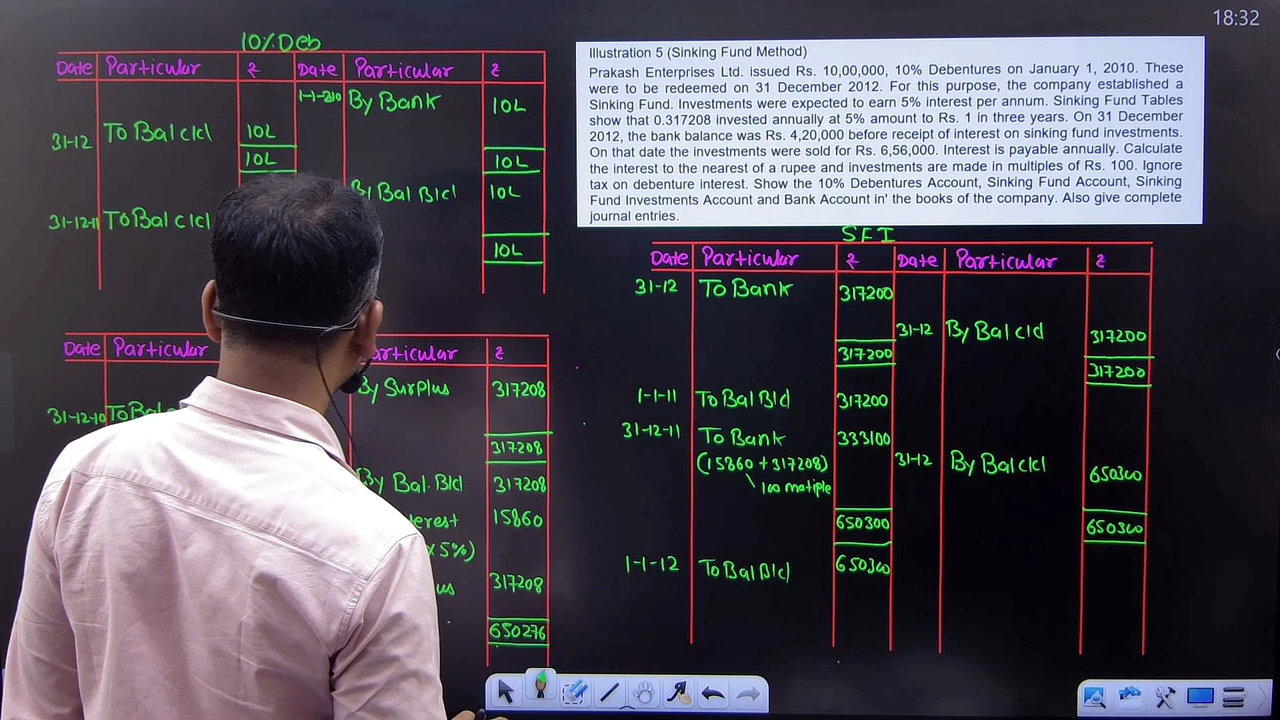 18:32
10% Deb
Date Particular ₹ Date Particular ₹
1-1-210 By Bank 10L
31-12 To Bal c/d 10L
10L 10L
By Bal B/d 10L
31-12-11 To Bal c/d
10L
Date Particular Particular ₹
By Surplus 317208
31-12-10 To Bal
317208
By Bal. B/d 317208
15860
x 5%)
317208
650276
Illustration 5 (Sinking Fund Method)
Prakash Enterprises Ltd. issued Rs. 10,00,000, 10% Debentures on January 1, 2010. These
were to be redeemed on 31 December 2012. For this purpose, the company established a
Sinking Fund. Investments were expected to earn 5% interest per annum. Sinking Fund Tables
show that 0.317208 invested annually at 5% amount to Rs. 1 in three years. On 31 December
2012, the bank balance was Rs. 4,20,000 before receipt of interest on sinking fund investments.
On that date the investments were sold for Rs. 6,56,000. Interest is payable annually. Calculate
the interest to the nearest of a rupee and investments are made in multiples of Rs. 100. Ignore
tax on debenture interest. Show the 10% Debentures Account, Sinking Fund Account, Sinking
Fund Investments Account and Bank Account in' the books of the company. Also give complete
journal entries.
SFI
Date Particular ₹ Date Particular ₹
31-12 To Bank 317200
31-12 By Bal c/d 317200
317200 317200
1-1-11 To Bal B/d 317200
31-12-11 To Bank 333100
(15860 + 317208)
100 matiple
31-12 By Bal c/d 650300
650300 650300
1-1-12 To Bal B/d 650300